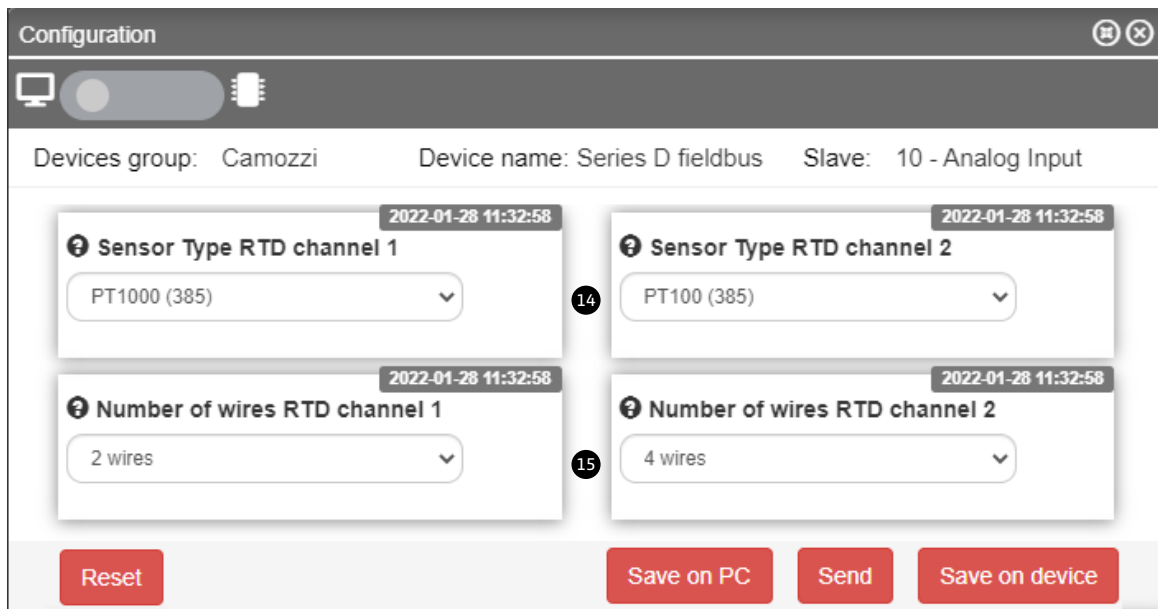 Configuration
Devices group: Camozzi Device name: Series D fieldbus Slave: 10 - Analog Input
2022-01-28 11:32:58
Sensor Type RTD channel 1
PT1000 (385)
14
2022-01-28 11:32:58
Sensor Type RTD channel 2
PT100 (385)
2022-01-28 11:32:58
Number of wires RTD channel 1
2 wires
15
2022-01-28 11:32:58
Number of wires RTD channel 2
4 wires
Reset Save on PC Send Save on device